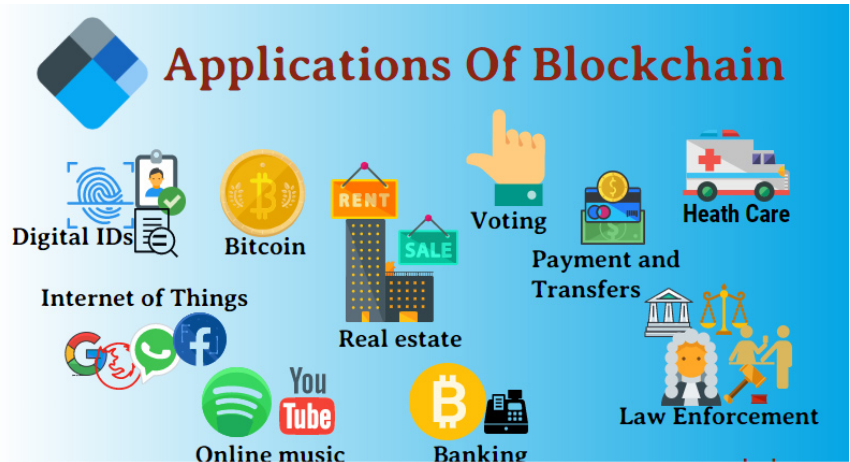 Applications Of Blockchain
Digital IDs
Bitcoin
RENT
SALE
Real estate
Voting
Payment and
Transfers
Heath Care
Internet of Things
You
Tube
Online music
Banking
Law Enforcement